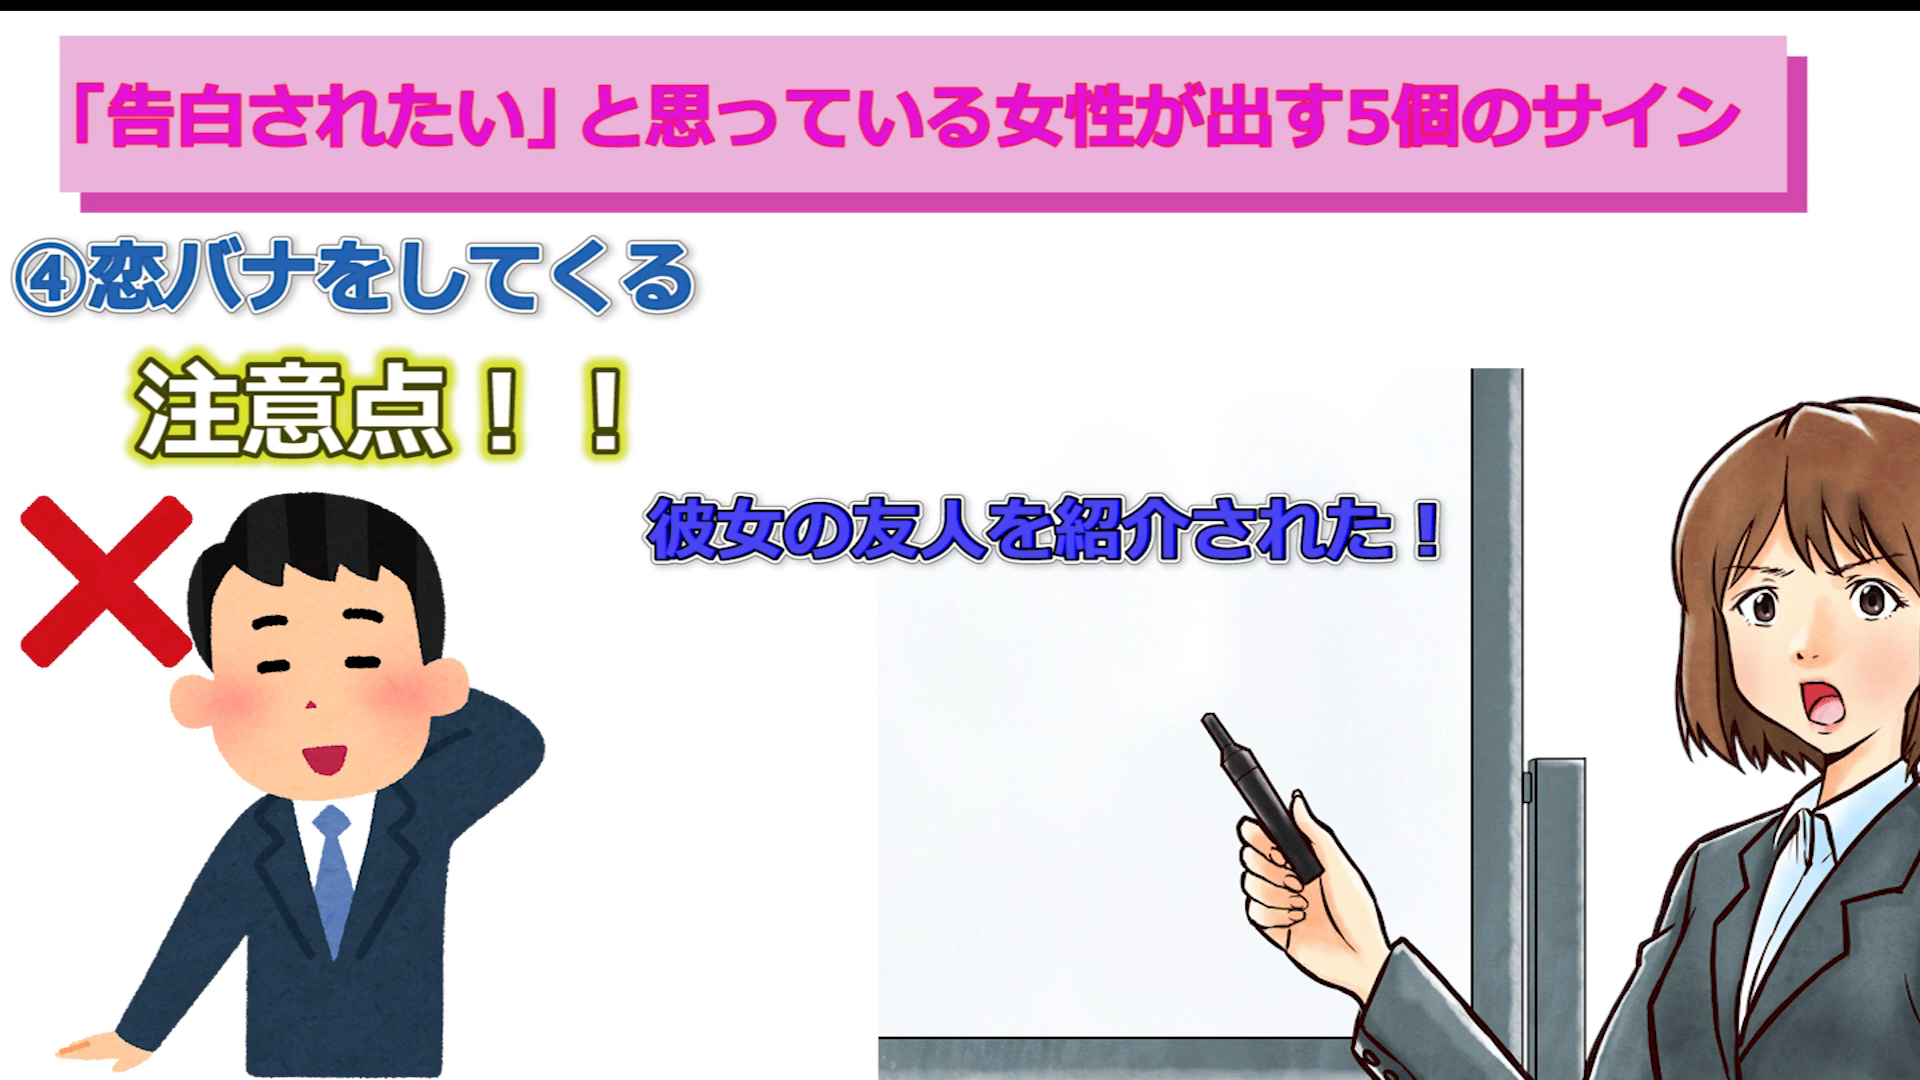 「告白されたい」と思っている女性が出す5個のサイン
④恋バナをしてくる
注意点！！
彼女の友人を紹介された！